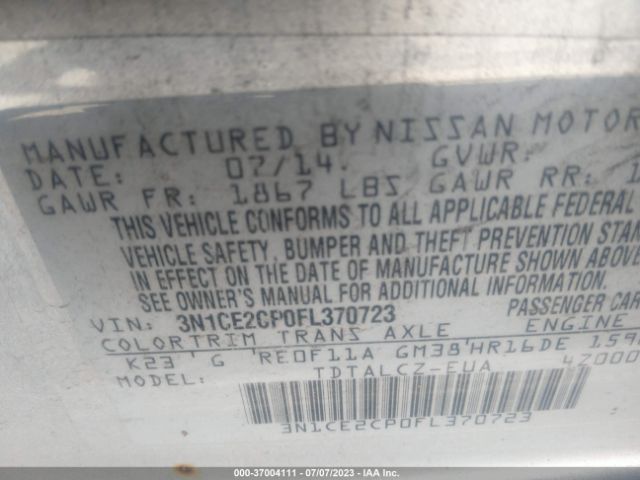 MANUFACTURED BY NISSAN MOTOR
DATE: 07/14 GVWR:
GAWR FR: 1867 LBS GAWR RR: 1
THIS VEHICLE CONFORMS TO ALL APPLICABLE FEDERAL
VEHICLE SAFETY, BUMPER AND THEFT PREVENTION STAN
IN EFFECT ON THE DATE OF MANUFACTURE SHOWN ABOVE
SEE OWNER'S MANUAL FOR ADDITIONAL INFORMATION.
VIN: 3N1CE2CP0FL370723 PASSENGER CAR
COLOR TRIM TRANS AXLE ENGINE
K23 G RE0F11A GM38 HR16DE 159
MODEL: TDTALCZ-EUA 47000
3N1CE2CP0FL370723
000-37004111 - 07/07/2023 - IAA Inc.